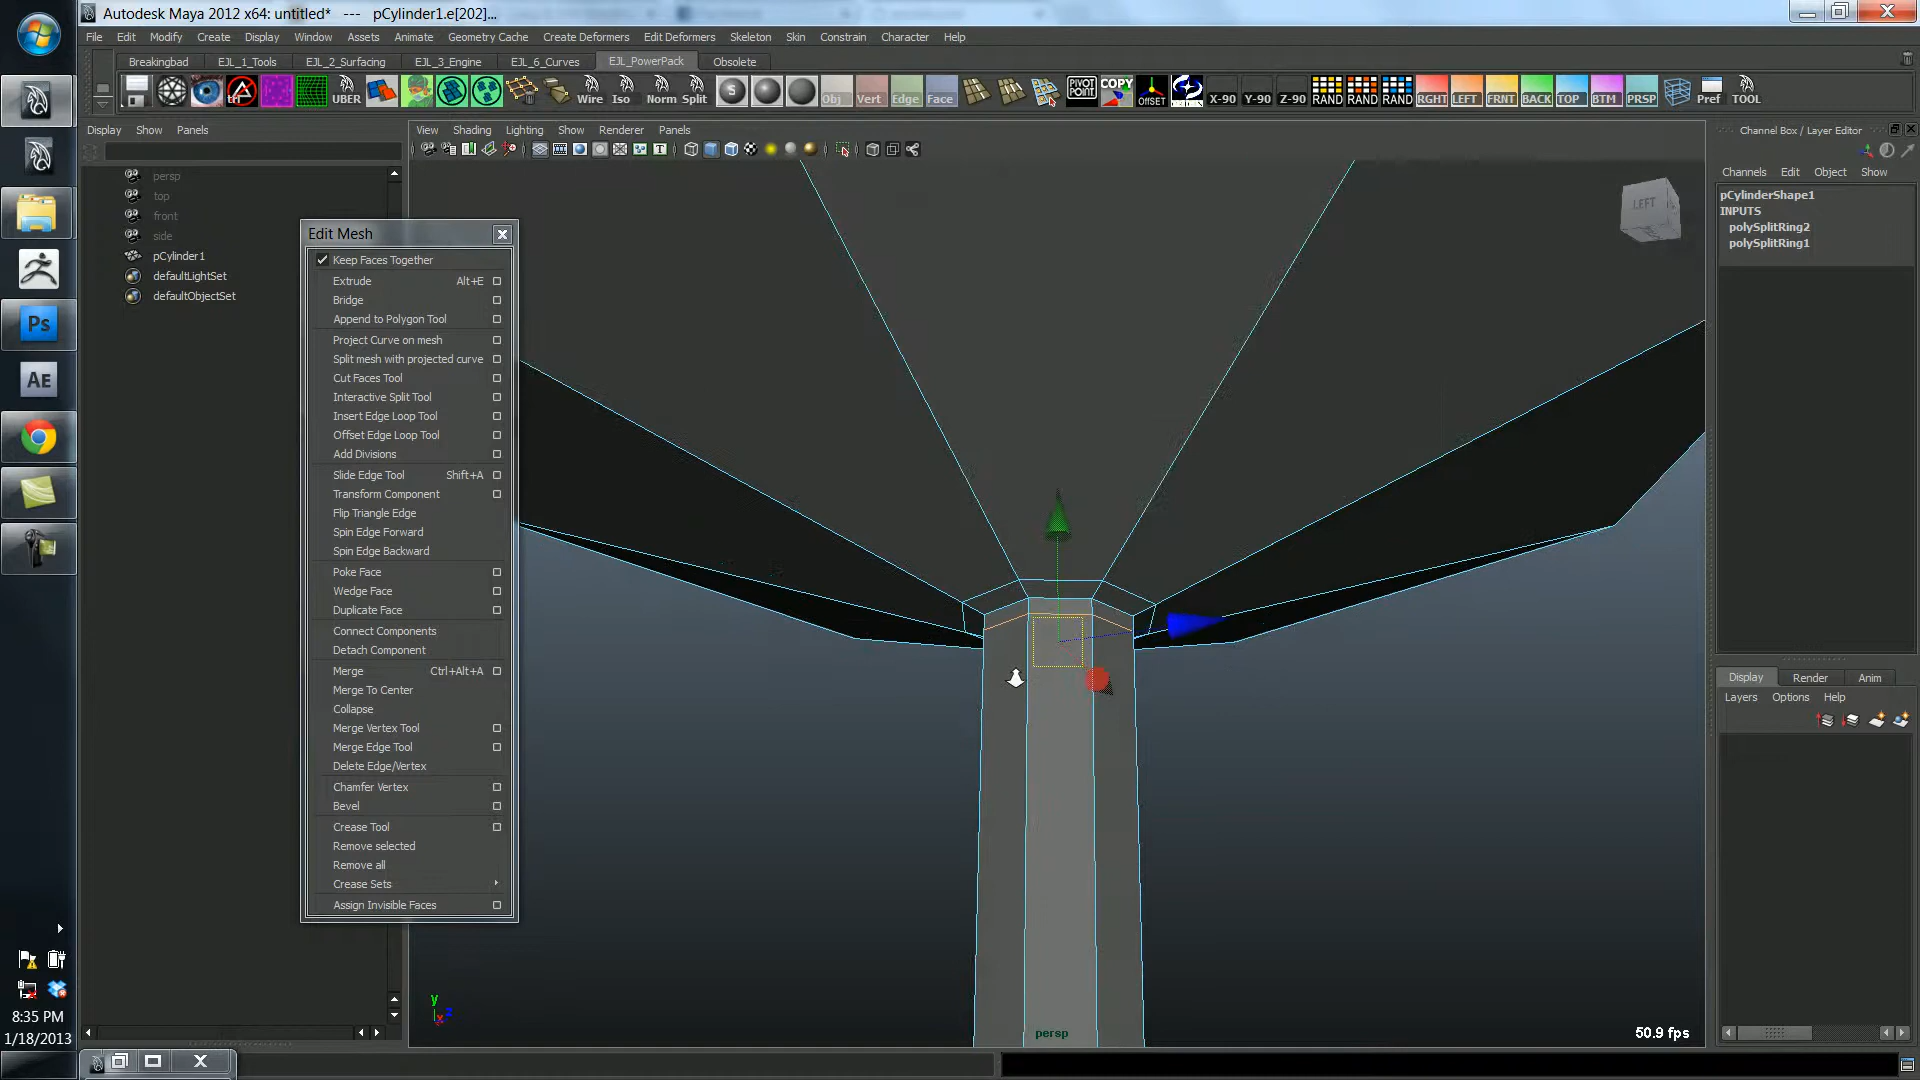 Autodesk Maya 2012 x64: untitled* --- pCylinder1.e[202]...
File Edit Modify Create Display Window Assets Animate Geometry Cache Create Deformers Edit Deformers Skeleton Skin Constrain Character Help
Breakingbad EJL_1_Tools EJL_2_Surfacing EJL_3_Engine EJL_6_Curves EJL_PowerPack Obsolete
tri UBER Wire Iso Norm Split S Obj Vert Edge Face PIVOT POINT COPY OFFSET X-90 Y-90 Z-90 RAND RAND RAND RGHT LEFT FRNT BACK TOP BTM PRSP Pref TOOL
Display Show Panels
View Shading Lighting Show Renderer Panels
Channel Box / Layer Editor
Channels Edit Object Show
pCylinderShape1
INPUTS
polySplitRing2
polySplitRing1
persp
top
front
side
pCylinder1
defaultLightSet
defaultObjectSet
Edit Mesh
Keep Faces Together
Extrude Alt+E
Bridge
Append to Polygon Tool
Project Curve on mesh
Split mesh with projected curve
Cut Faces Tool
Interactive Split Tool
Insert Edge Loop Tool
Offset Edge Loop Tool
Add Divisions
Slide Edge Tool Shift+A
Transform Component
Flip Triangle Edge
Spin Edge Forward
Spin Edge Backward
Poke Face
Wedge Face
Duplicate Face
Connect Components
Detach Component
Merge Ctrl+Alt+A
Merge To Center
Collapse
Merge Vertex Tool
Merge Edge Tool
Delete Edge/Vertex
Chamfer Vertex
Bevel
Crease Tool
Remove selected
Remove all
Crease Sets
Assign Invisible Faces
LEFT
Ps
AE
Display Render Anim
Layers Options Help
y
x
z
persp
50.9 fps
8:35 PM
1/18/2013